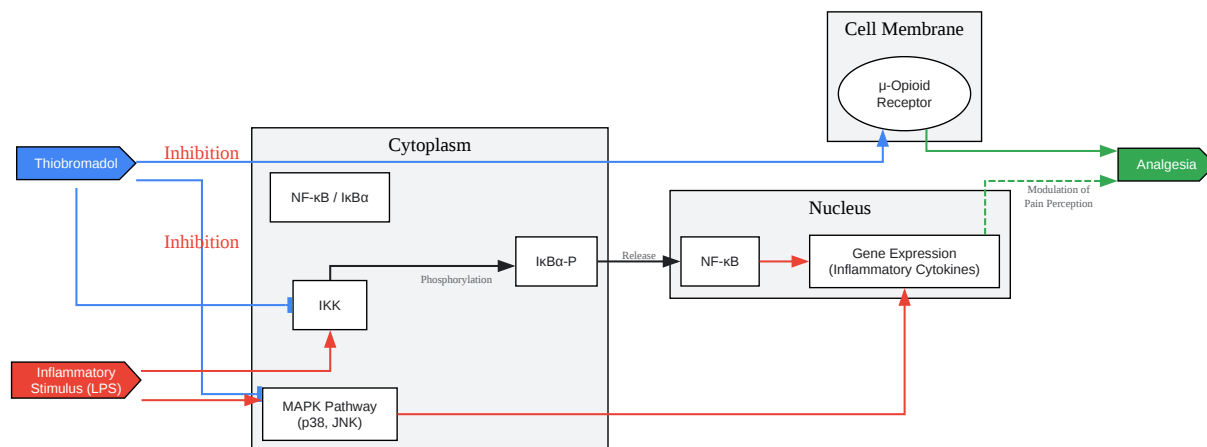 Cell Membrane
μ-Opioid
Receptor
Thiobromadol
Inhibition
Cytoplasm
Analgesia
NF-κB / IκBα
Modulation of
Pain Perception
Nucleus
Inhibition
IκBα-P
Release
NF-κB
Gene Expression
(Inflammatory Cytokines)
Phosphorylation
IKK
Inflammatory
Stimulus (LPS)
MAPK Pathway
(p38, JNK)